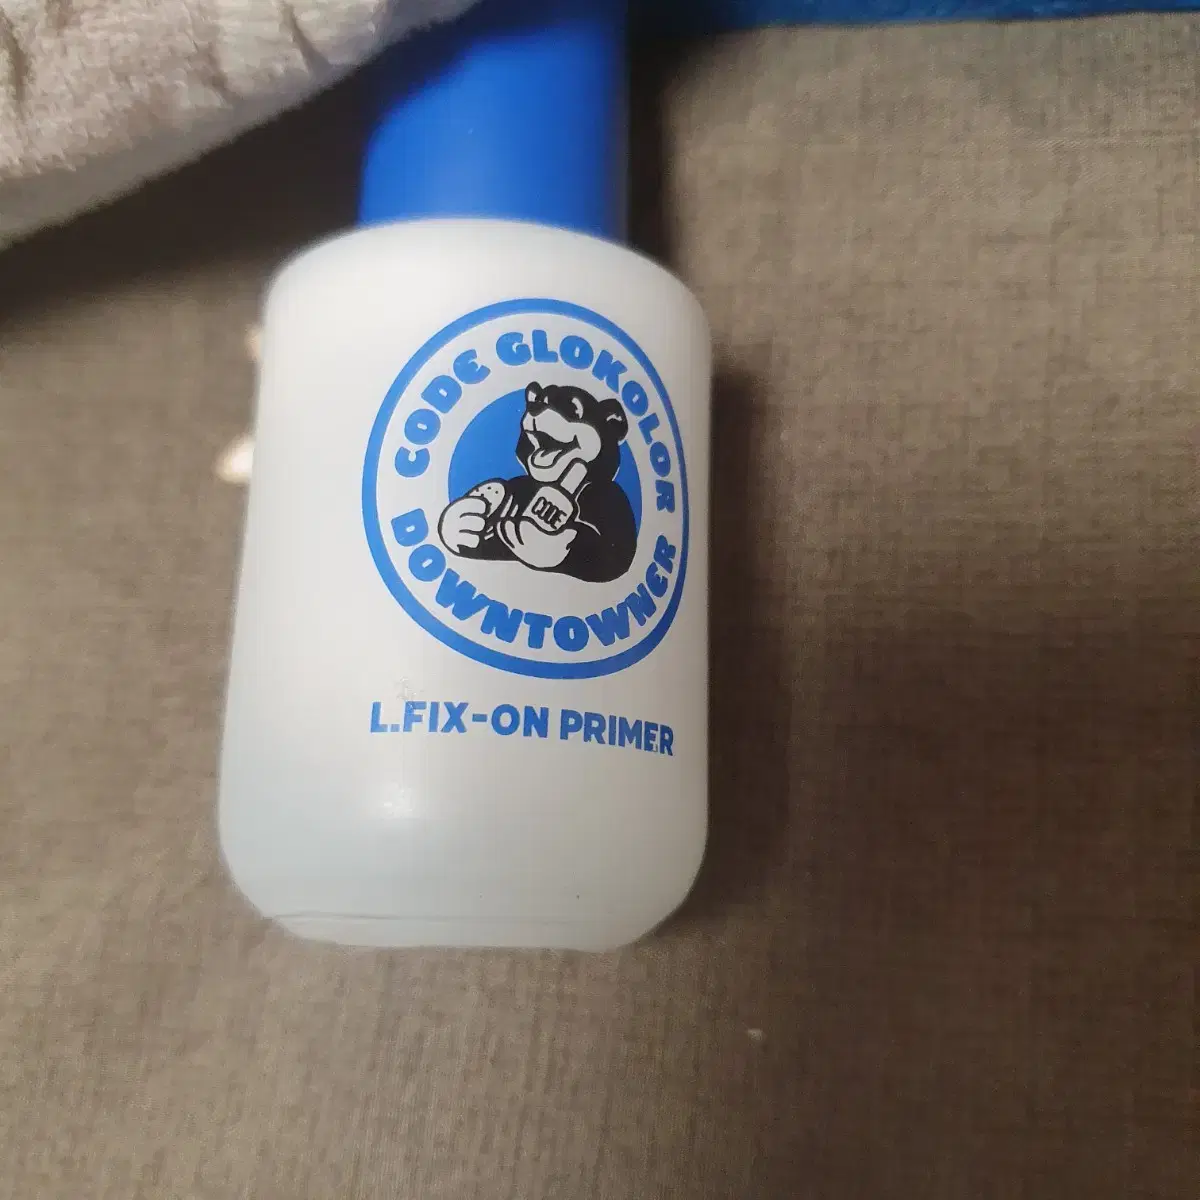 CODE GLOKOLOR
CODE
DOWNTOWNER
L.FIX-ON PRIMER